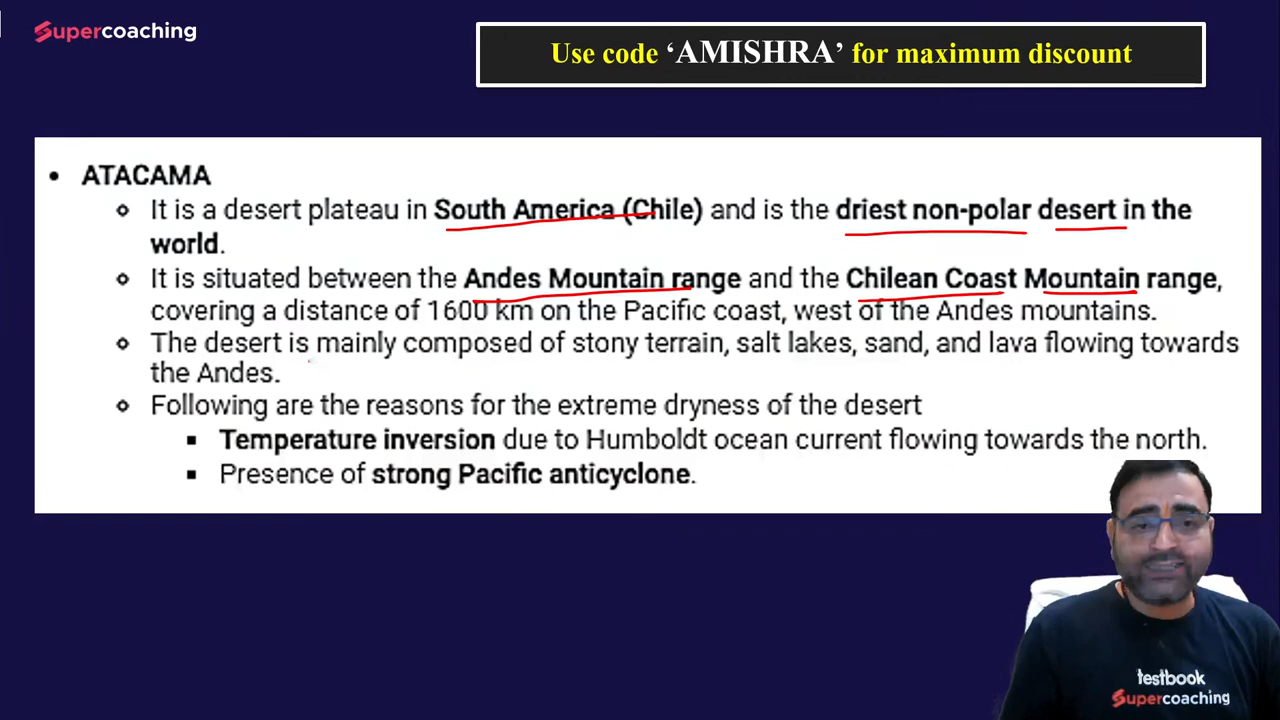 Supercoaching
Use code ‘AMISHRA’ for maximum discount
• ATACAMA
It is a desert plateau in South America (Chile) and is the driest non-polar desert in the
world.
It is situated between the Andes Mountain range and the Chilean Coast Mountain range,
covering a distance of 1600 km on the Pacific coast, west of the Andes mountains.
The desert is mainly composed of stony terrain, salt lakes, sand, and lava flowing towards
the Andes.
Following are the reasons for the extreme dryness of the desert
Temperature inversion due to Humboldt ocean current flowing towards the north.
Presence of strong Pacific anticyclone.
testbook
Supercoaching